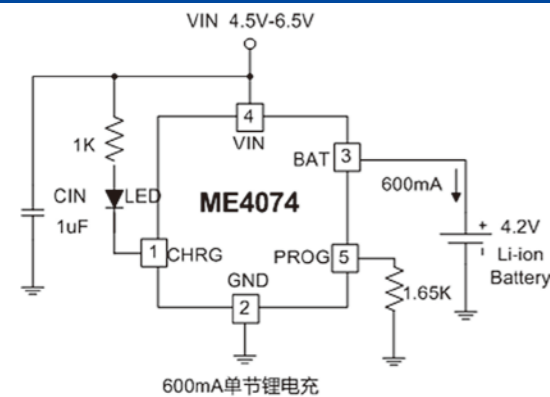 VIN 4.5V-6.5V
4
VIN
1K
LED
CIN
1uF
ME4074
BAT
3
600mA
1
CHRG
PROG
5
+ 4.2V
Li-ion
Battery
GND
2
1.65K
600mA单节锂电充